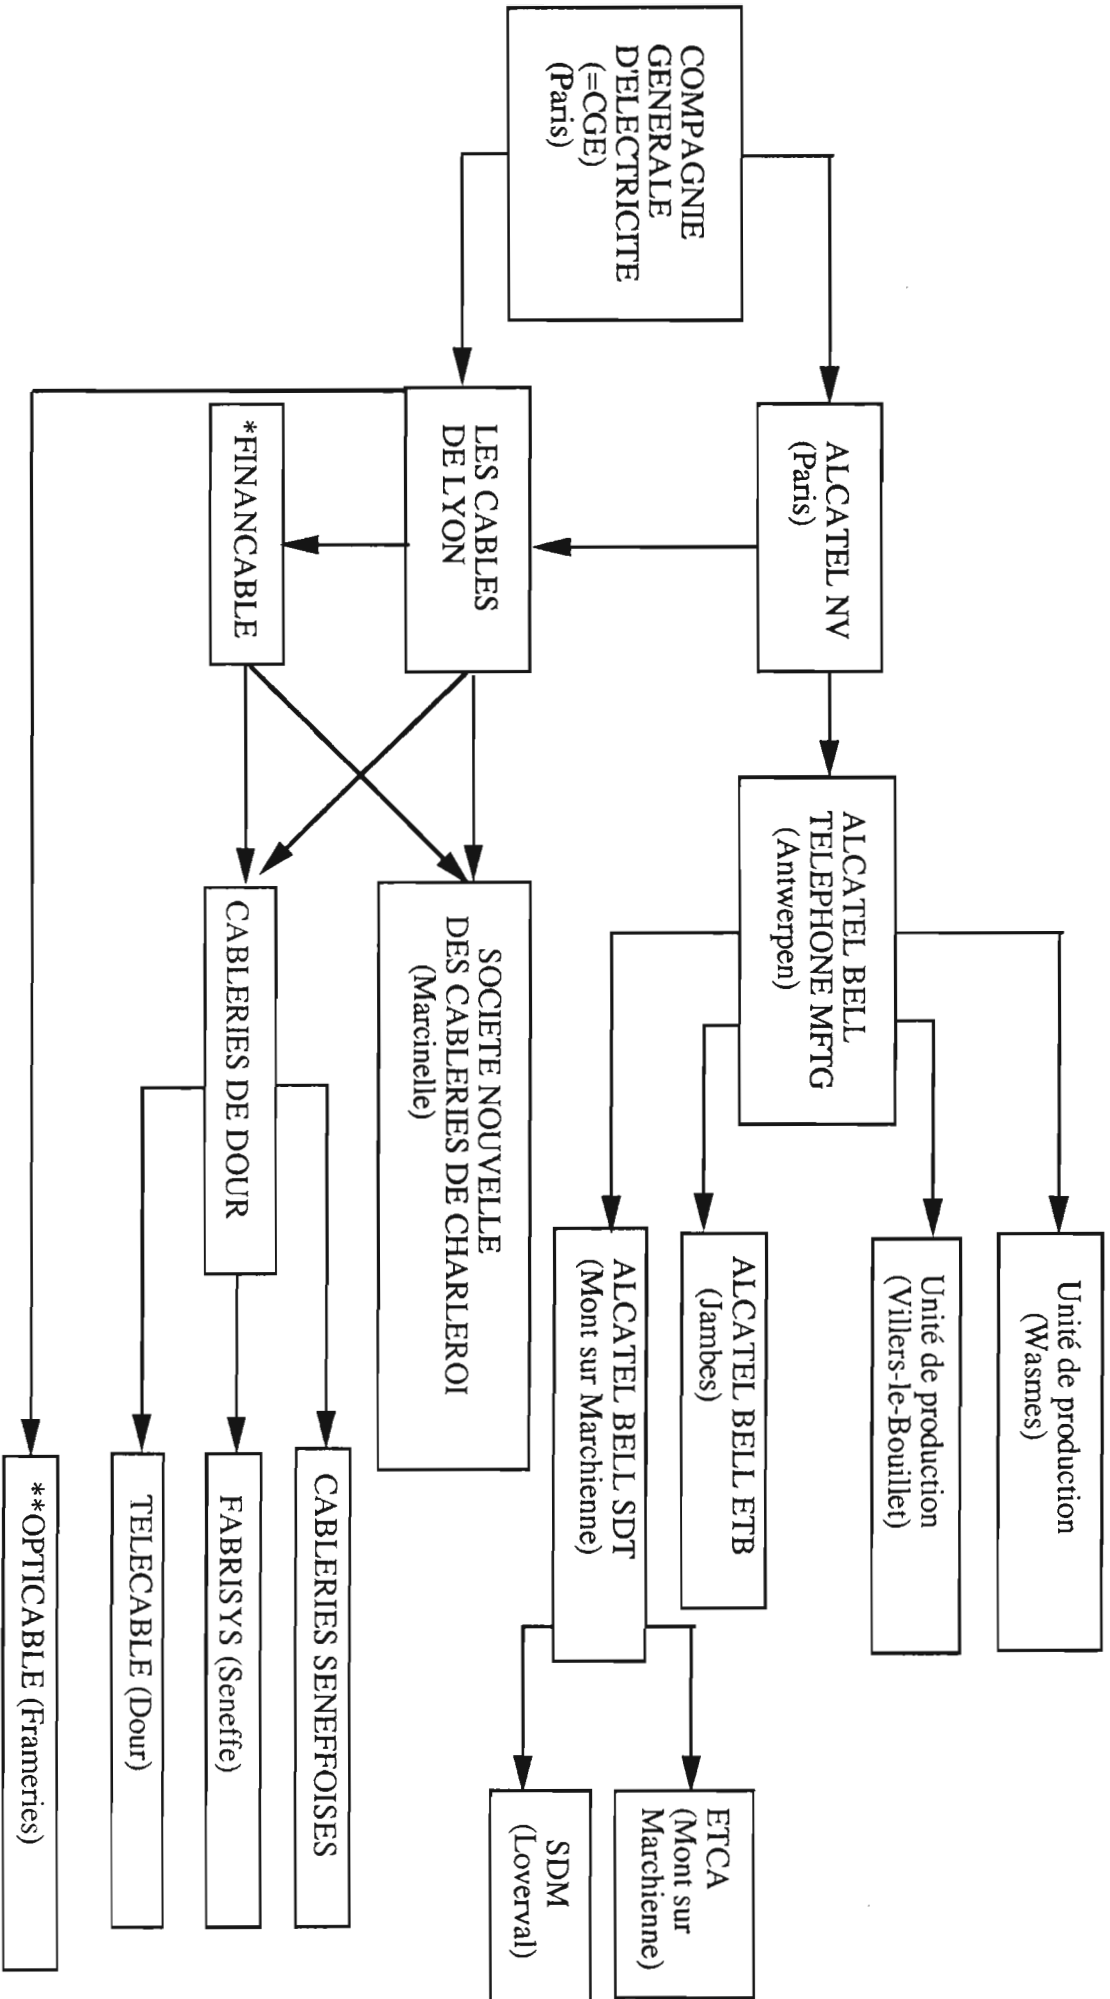 COMPAGNIE
GENERALE
D'ELECTRICITE
(=CGE)
(Paris)
ALCATEL NV
(Paris)
LES CABLES
DE LYON
*FINANCABLE
ALCATEL BELL
TELEPHONE MFTG
(Antwerpen)
SOCIETE NOUVELLE
DES CABLERIES DE CHARLEROI
(Marcinelle)
CABLERIES DE DOUR
Unité de production
(Wasmes)
Unité de production
(Villers-le-Bouillet)
ALCATEL BELL ETB
(Jambes)
ALCATEL BELL SDT
(Mont sur Marchienne)
ETCA
(Mont sur
Marchienne)
SDM
(Loverval)
CABLERIES SENEFFOISES
FABRISYS (Seneffe)
TELECABLE (Dour)
**OPTICABLE (Frameries)